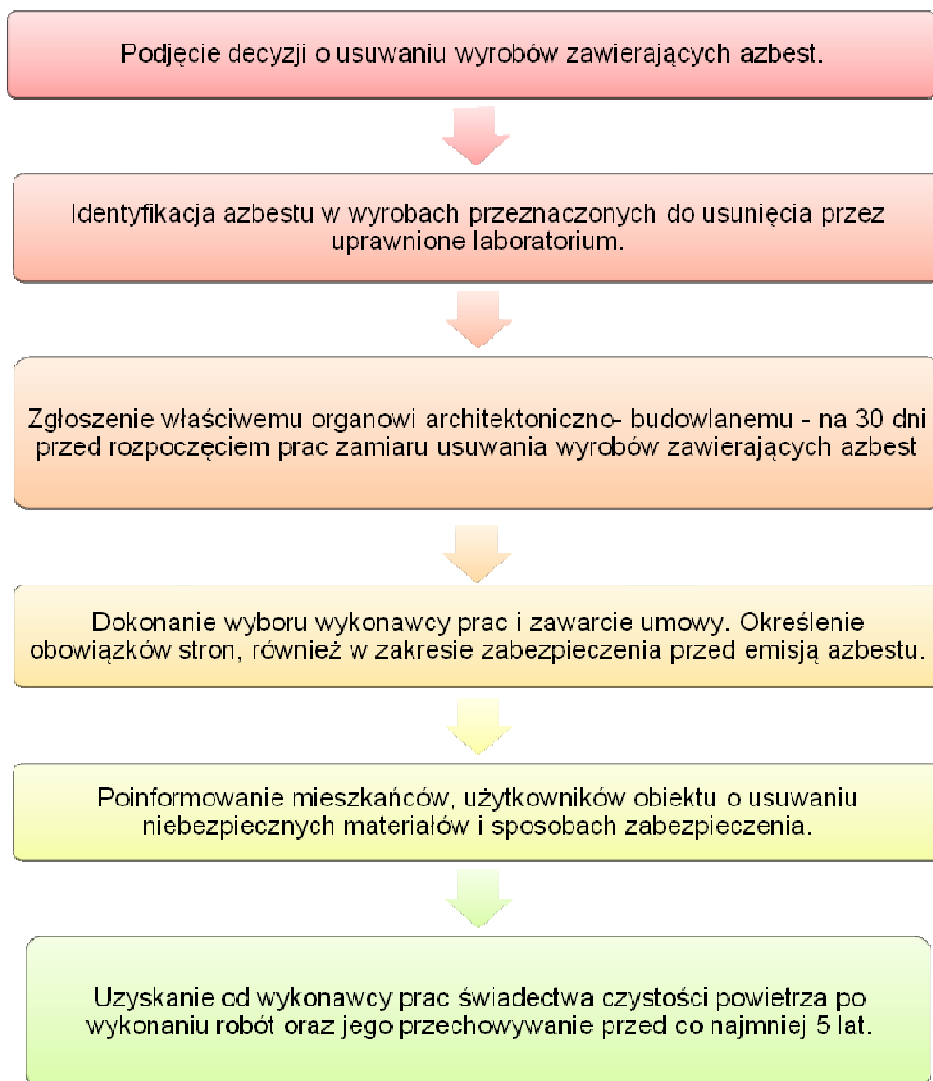 Podjęcie decyzji o usuwaniu wyrobów zawierających azbest.
Identyfikacja azbestu w wyrobach przeznaczonych do usunięcia przez
uprawnione laboratorium.
Zgłoszenie właściwemu organowi architektoniczno- budowlanemu - na 30 dni
przed rozpoczęciem prac zamiaru usuwania wyrobów zawierających azbest
Dokonanie wyboru wykonawcy prac i zawarcie umowy. Określenie
obowiązków stron, również w zakresie zabezpieczenia przed emisją azbestu.
Poinformowanie mieszkańców, użytkowników obiektu o usuwaniu
niebezpiecznych materiałów i sposobach zabezpieczenia.
Uzyskanie od wykonawcy prac świadectwa czystości powietrza po
wykonaniu robót oraz jego przechowywanie przed co najmniej 5 lat.